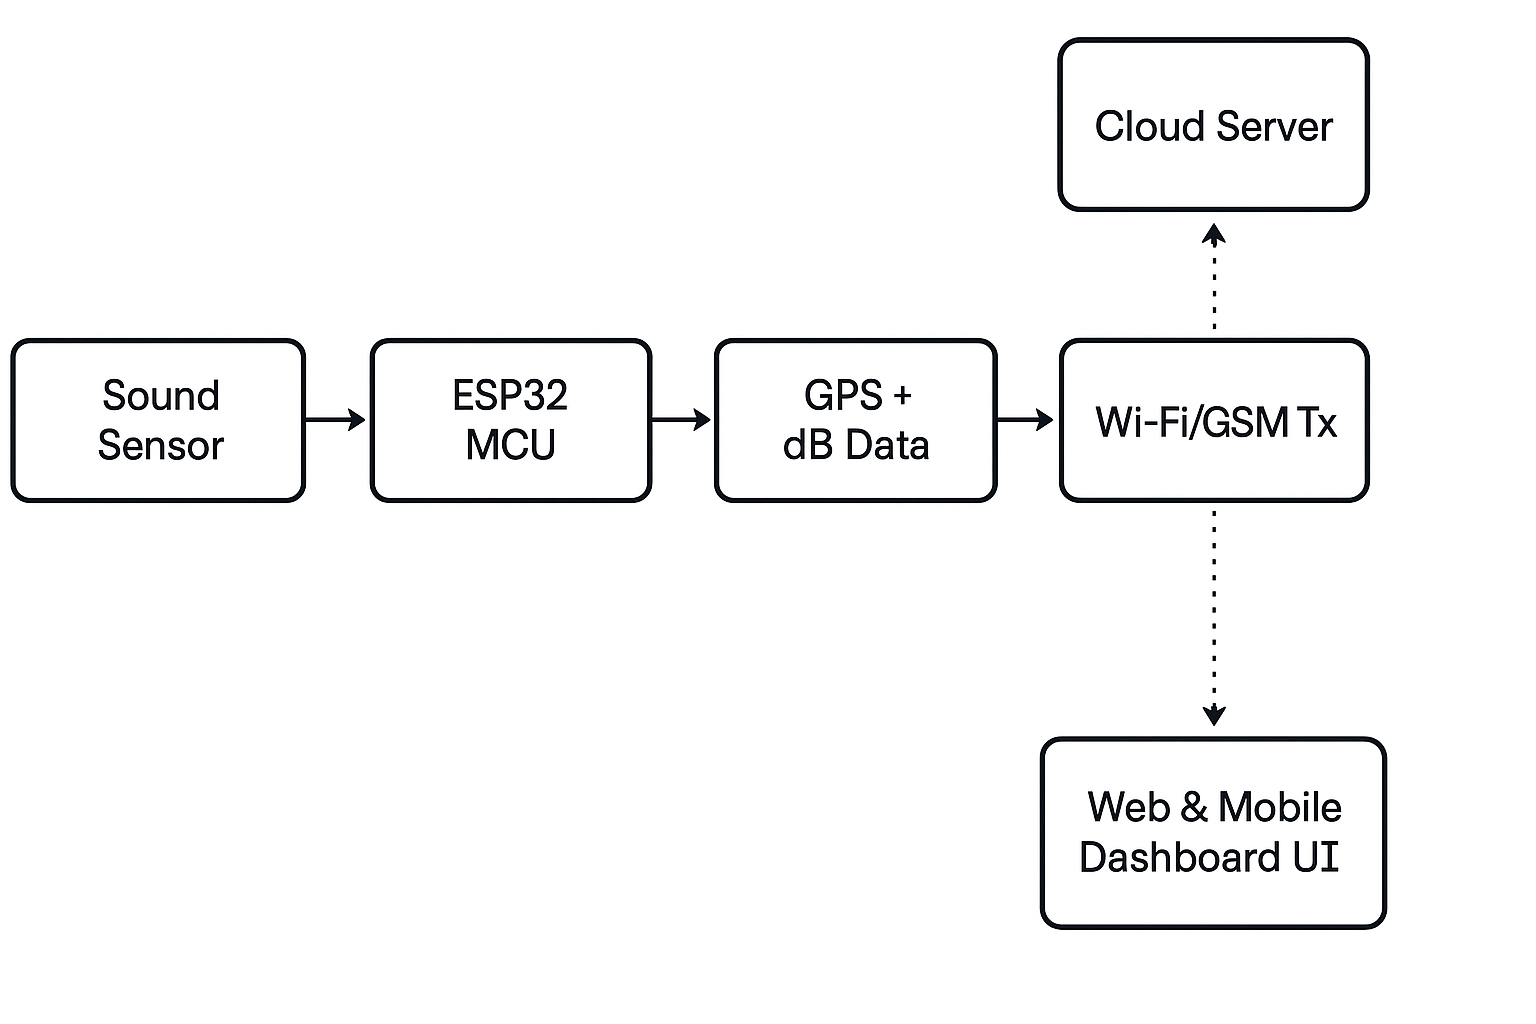 Cloud Server
Sound
Sensor
ESP32
MCU
GPS +
dB Data
Wi-Fi/GSM Tx
Web & Mobile
Dashboard UI